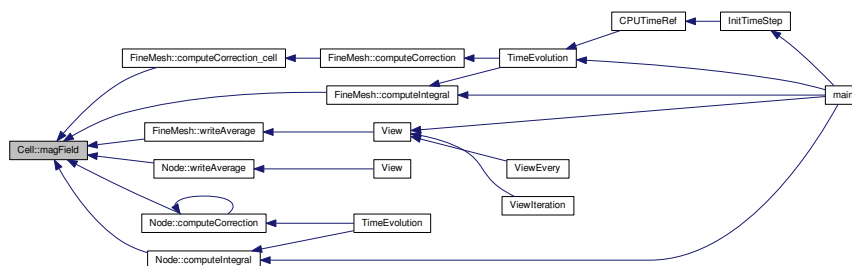 CPUTimeRef
InitTimeStep
FineMesh::computeCorrection_cell
FineMesh::computeCorrection
TimeEvolution
FineMesh::computeIntegral
main
FineMesh::writeAverage
View
Cell::magField
Node::writeAverage
View
ViewEvery
ViewIteration
Node::computeCorrection
TimeEvolution
Node::computeIntegral